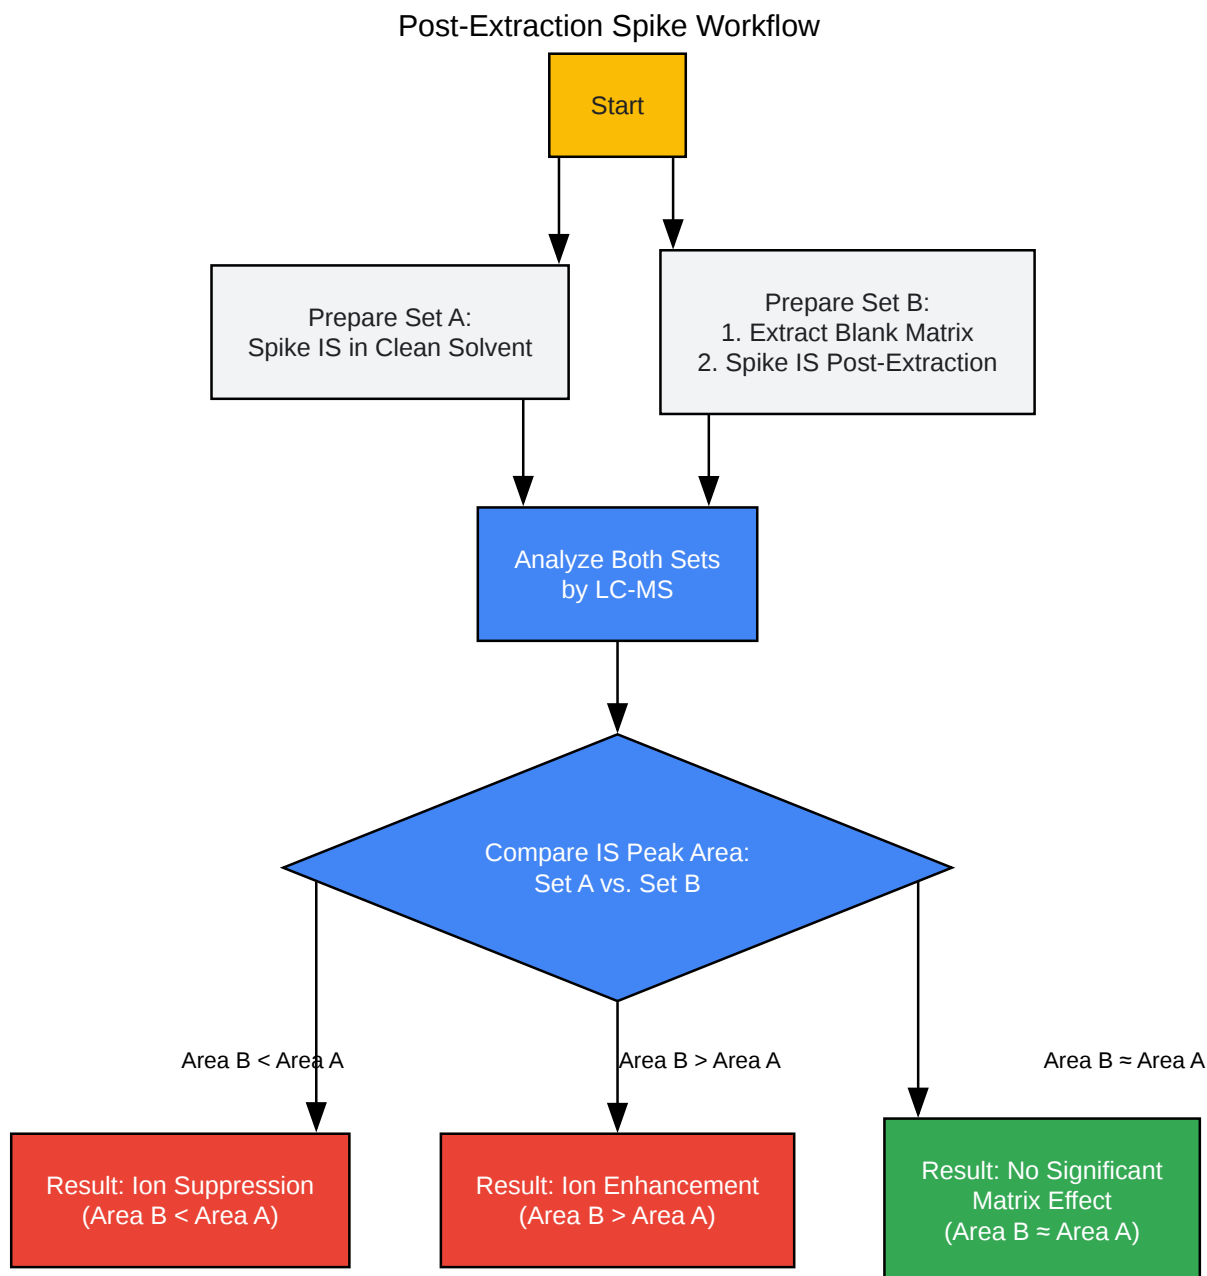 Post-Extraction Spike Workflow
Start
Prepare Set A:
Spike IS in Clean Solvent
Prepare Set B:
1. Extract Blank Matrix
2. Spike IS Post-Extraction
Analyze Both Sets
by LC-MS
Compare IS Peak Area:
Set A vs. Set B
Area B < Area A
Area B > Area A
Area B ≈ Area A
Result: Ion Suppression
(Area B < Area A)
Result: Ion Enhancement
(Area B > Area A)
Result: No Significant
Matrix Effect
(Area B ≈ Area A)